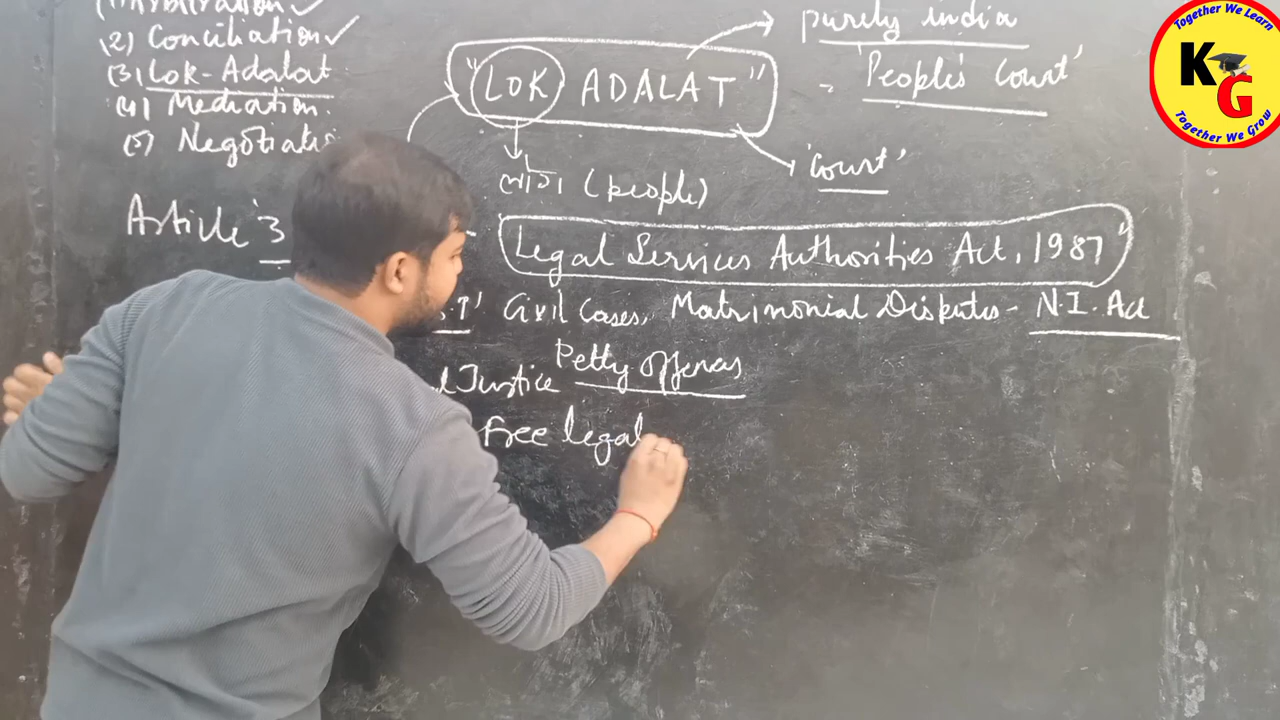 (2) Conciliation ✓
(3) Lok-Adalat
(4) Mediation
(5) Negotiatio
"LOK ADALAT"
purely india
- 'People's Court'
'Court'
(people)
Article '3
Legal Services Authorities Act, 1987"
Civil Cases, Matrimonial Disputes - N.I. Act
Petty offences
Justice
Free legal
Together We Learn
KG
Together We Grow